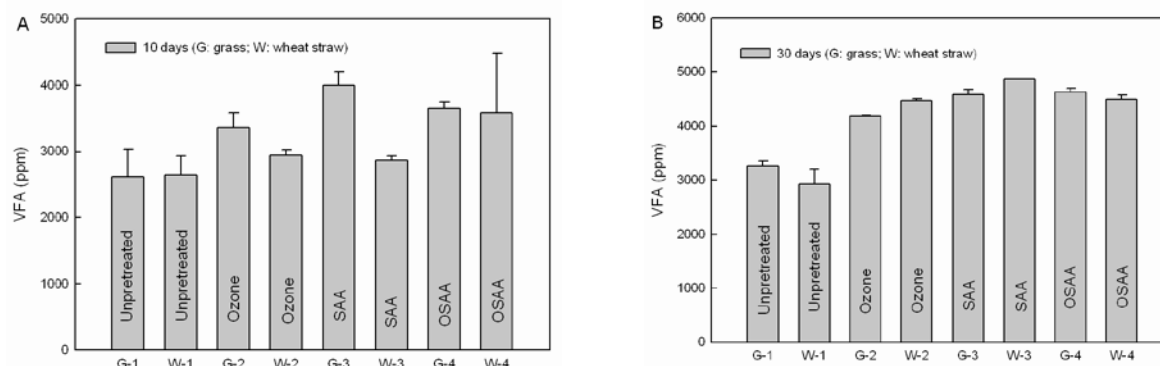 A
5000
4000
3000
2000
1000
0
VFA (ppm)
10 days (G: grass; W: wheat straw)
Unpretreated
Unpretreated
Ozone
Ozone
SAA
SAA
OSAA
OSAA
G-1 W-1 G-2 W-2 G-3 W-3 G-4 W-4
B
6000
5000
4000
3000
2000
1000
0
VFA (ppm)
30 days (G: grass; W: wheat straw)
Unpretreated
Unpretreated
Ozone
Ozone
SAA
SAA
OSAA
OSAA
G-1 W-1 G-2 W-2 G-3 W-3 G-4 W-4